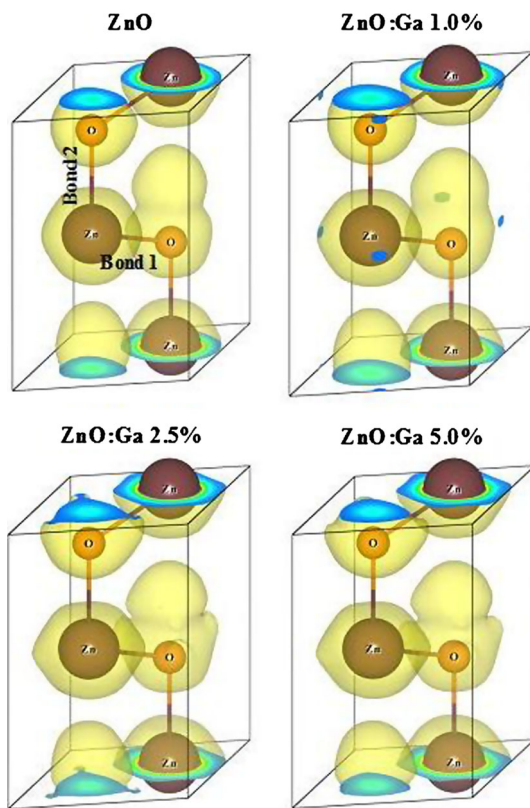 ZnO
ZnO:Ga 1.0%
Zn
Zn
O
O
Bond 2
Zn
Zn
O
O
Bond 1
Zn
Zn
ZnO:Ga 2.5%
ZnO:Ga 5.0%
Zn
Zn
O
O
Zn
Zn
O
O
Zn
Zn